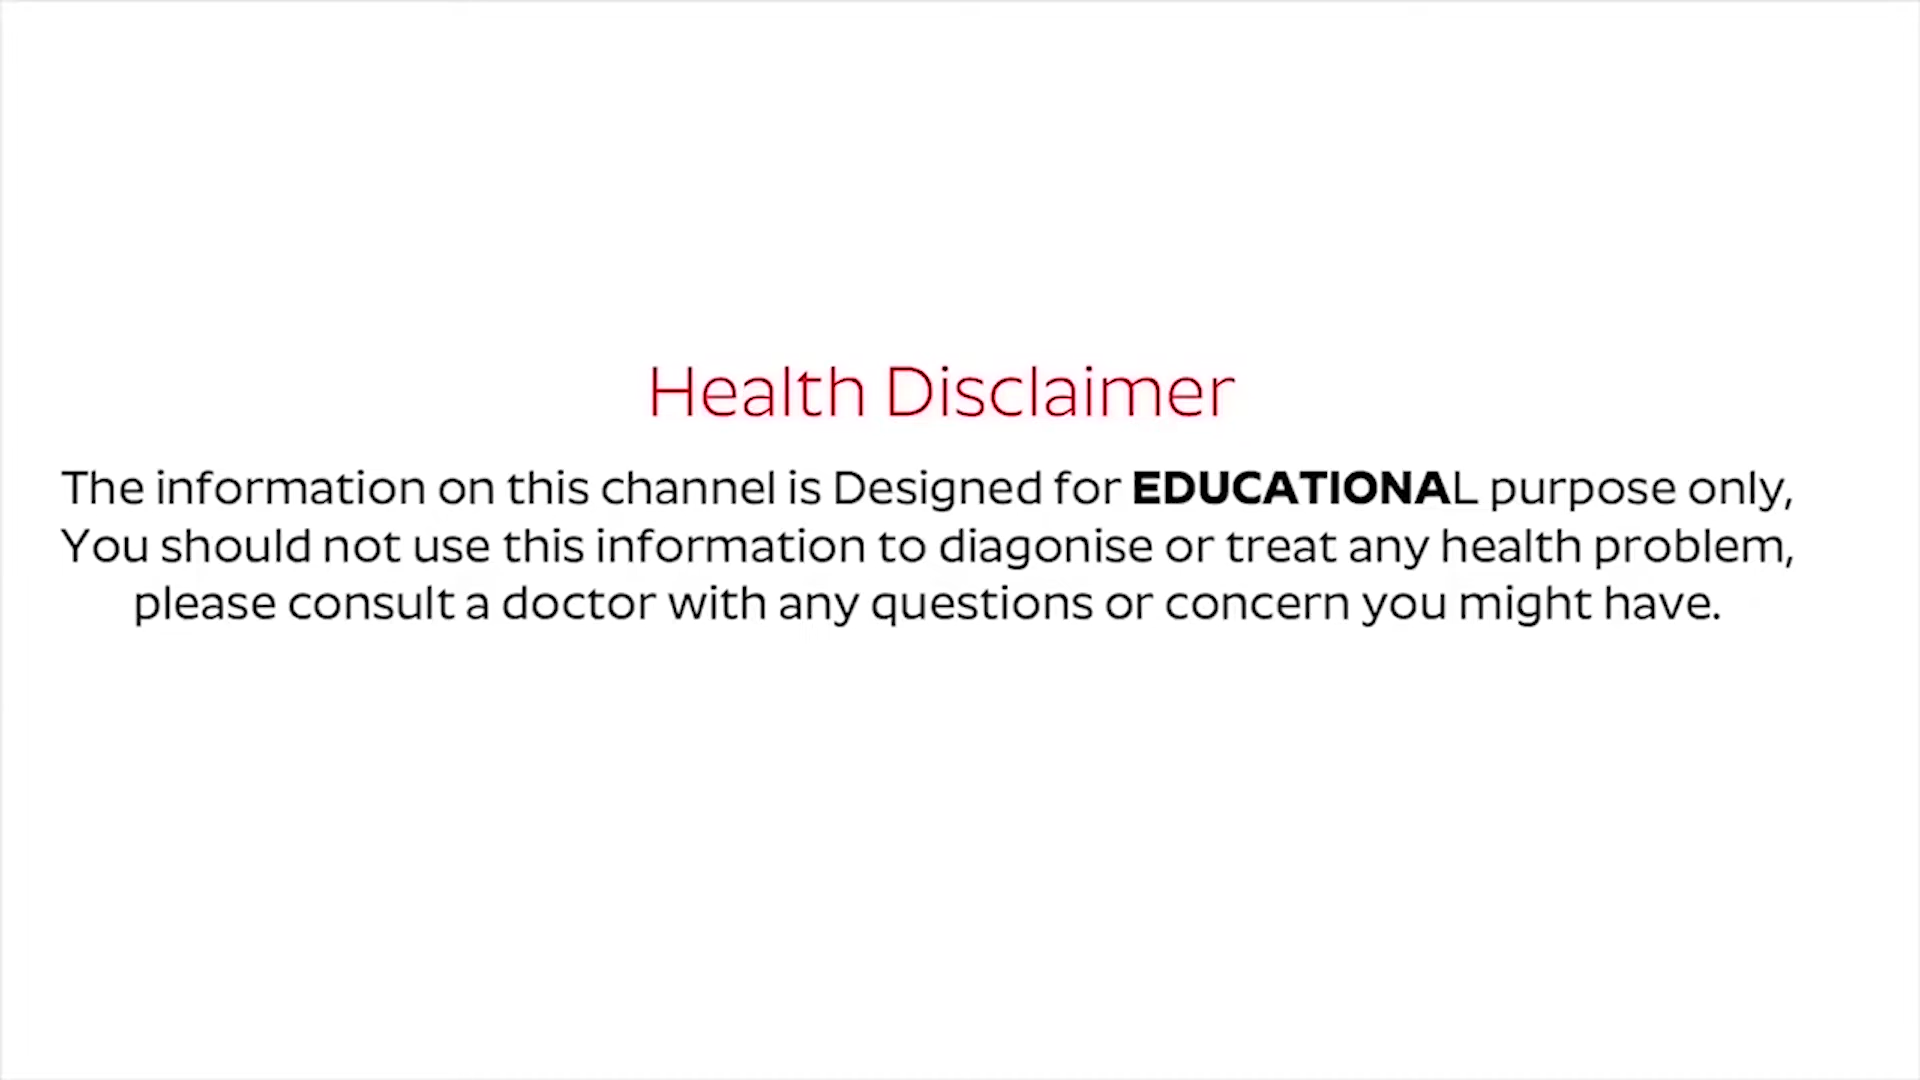 Health Disclaimer
The information on this channel is Designed for EDUCATIONAL purpose only,
You should not use this information to diagonise or treat any health problem,
please consult a doctor with any questions or concern you might have.